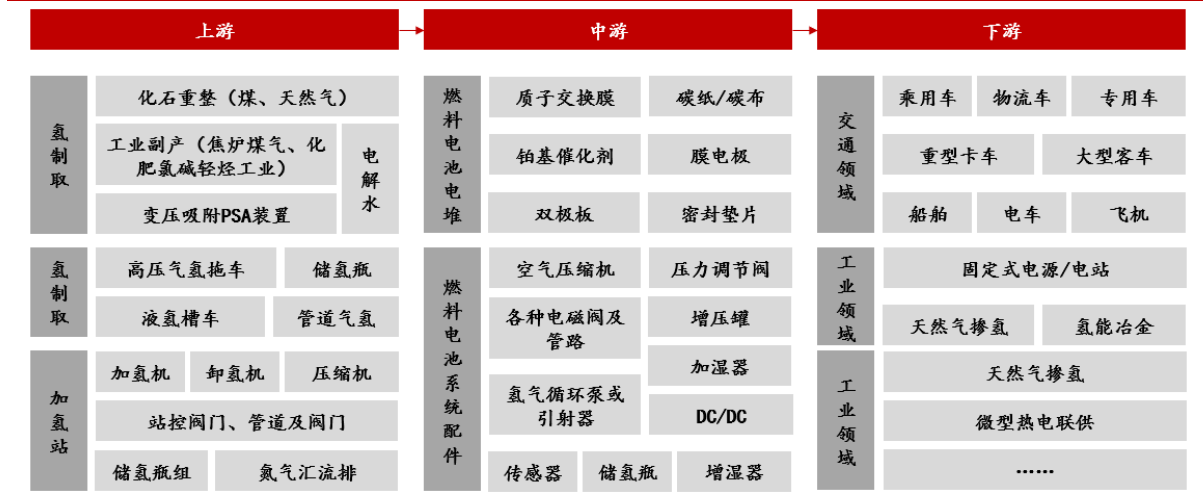 上游
中游
下游
氢制取
化石重整（煤、天然气）
工业副产（焦炉煤气、化
肥氯碱轻烃工业）
变压吸附PSA装置
电解水
氢制取
高压气氢拖车
储氢瓶
液氢槽车
管道气氢
加氢站
加氢机
卸氢机
压缩机
站控阀门、管道及阀门
储氢瓶组
氮气汇流排
燃料电池电堆
质子交换膜
碳纸/碳布
铂基催化剂
膜电极
双极板
密封垫片
燃料电池系统配件
空气压缩机
压力调节阀
各种电磁阀及
管路
增压罐
加湿器
氢气循环泵或
引射器
DC/DC
传感器
储氢瓶
增湿器
交通领域
乘用车
物流车
专用车
重型卡车
大型客车
船舶
电车
飞机
工业领域
固定式电源/电站
天然气掺氢
氢能冶金
工业领域
天然气掺氢
微型热电联供
……